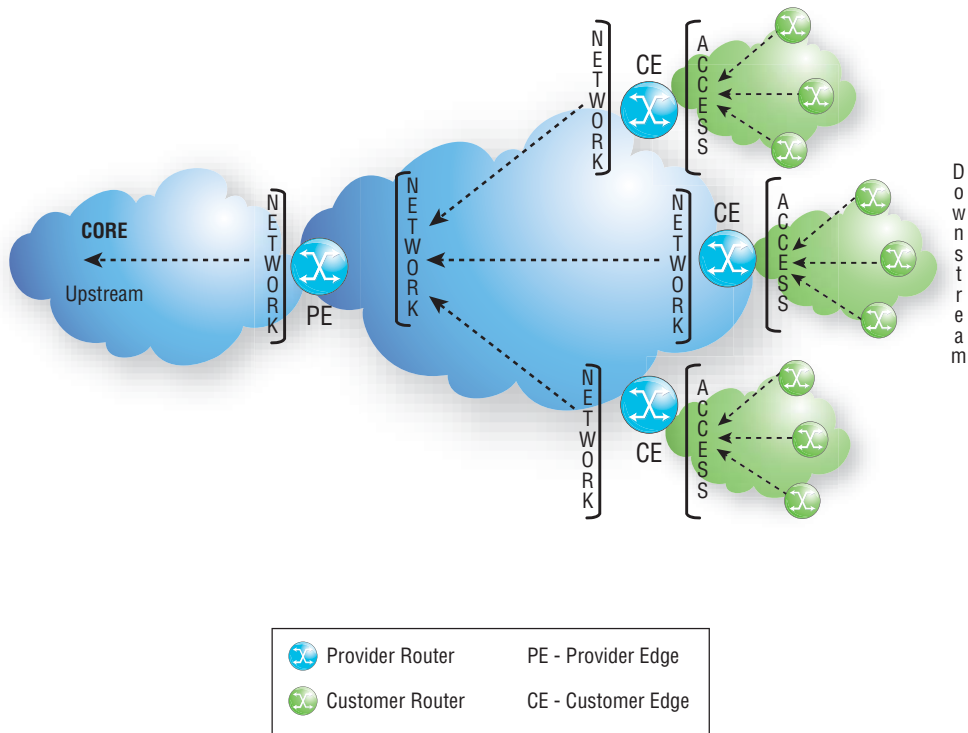 NETWORK
CE
ACCESS
NETWORK
CORE
Upstream
PE
NETWORK
NETWORK
CE
ACCESS
Downstream
NETWORK
CE
ACCESS
Provider Router
PE - Provider Edge
Customer Router
CE - Customer Edge